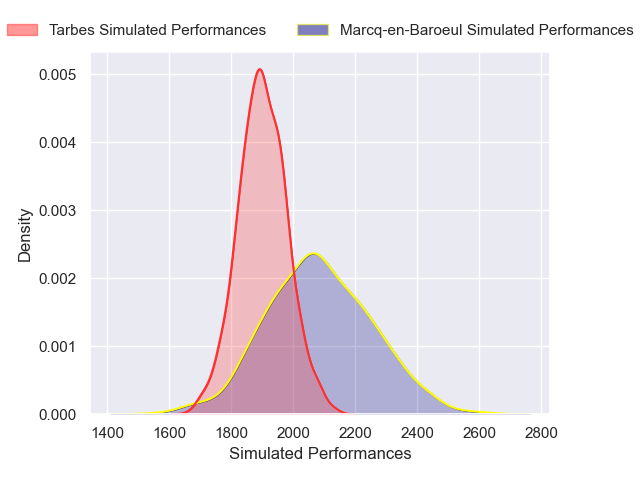 Tarbes Simulated Performances
Marcq-en-Baroeul Simulated Performances
0.005
0.004
0.003
0.002
0.001
0.000
Density
1400 1600 1800 2000 2200 2400 2600 2800
Simulated Performances